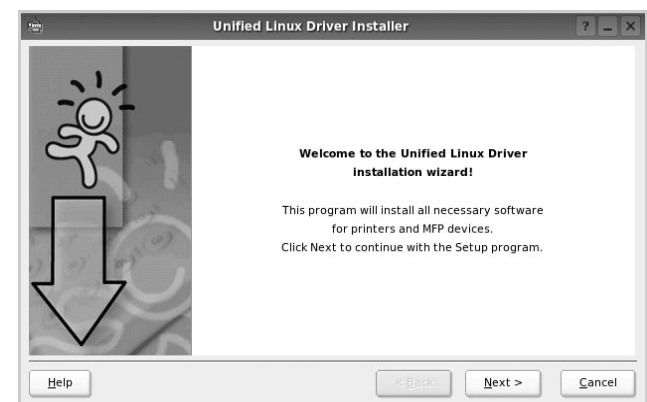 Unified Linux Driver Installer
Welcome to the Unified Linux Driver
installation wizard!
This program will install all necessary software
for printers and MFP devices.
Click Next to continue with the Setup program.
Help
< Back
Next >
Cancel